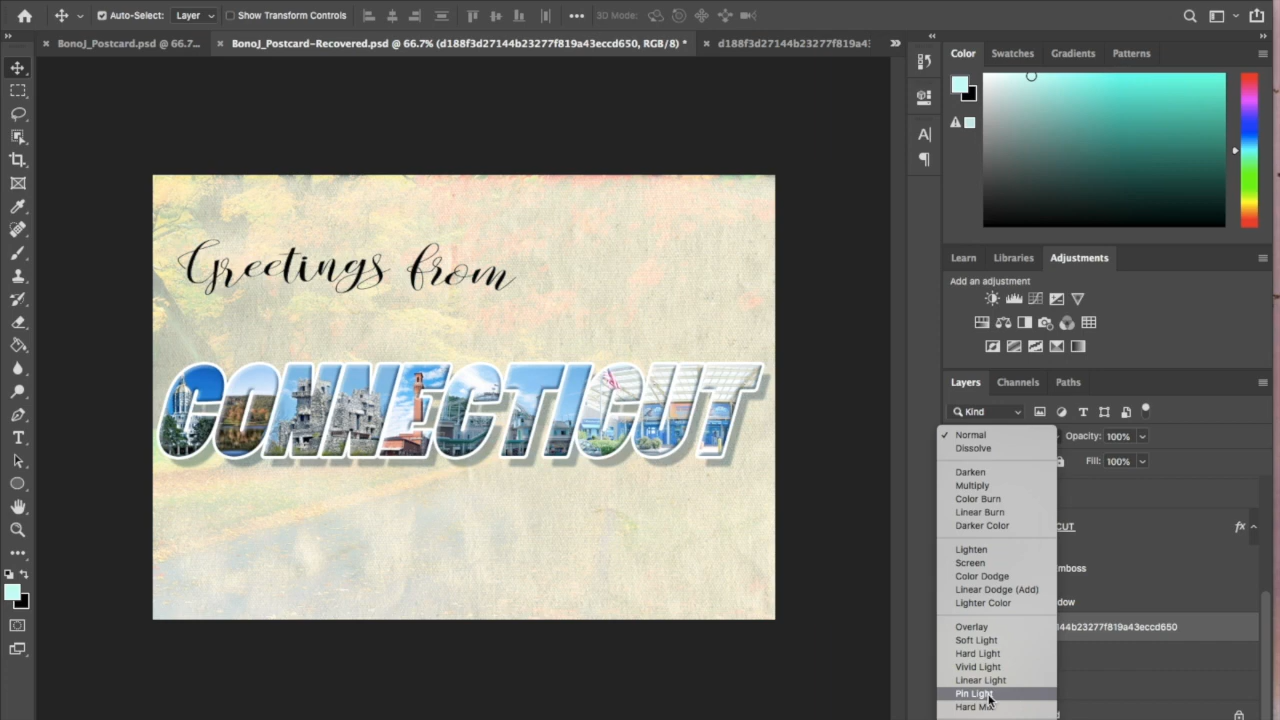 Auto-Select:
Layer
Show Transform Controls
3D Mode:
BonoJ_Postcard.psd @ 66.7...
BonoJ_Postcard-Recovered.psd @ 66.7% (d188f3d27144b23277f819a43eccd650, RGB/8) *
d188f3d27144b23277f819a43
Color
Swatches
Gradients
Patterns
Greetings from
CONNECTICUT
Learn
Libraries
Adjustments
Add an adjustment
Layers
Channels
Paths
Kind
Normal
Opacity: 100%
Dissolve
Fill: 100%
Darken
Multiply
Color Burn
Linear Burn
Darker Color
CUT
fx
Lighten
Screen
mboss
Color Dodge
Linear Dodge (Add)
Lighter Color
dow
Overlay
144b23277f819a43eccd650
Soft Light
Hard Light
Vivid Light
Linear Light
Pin Light
Hard Mix